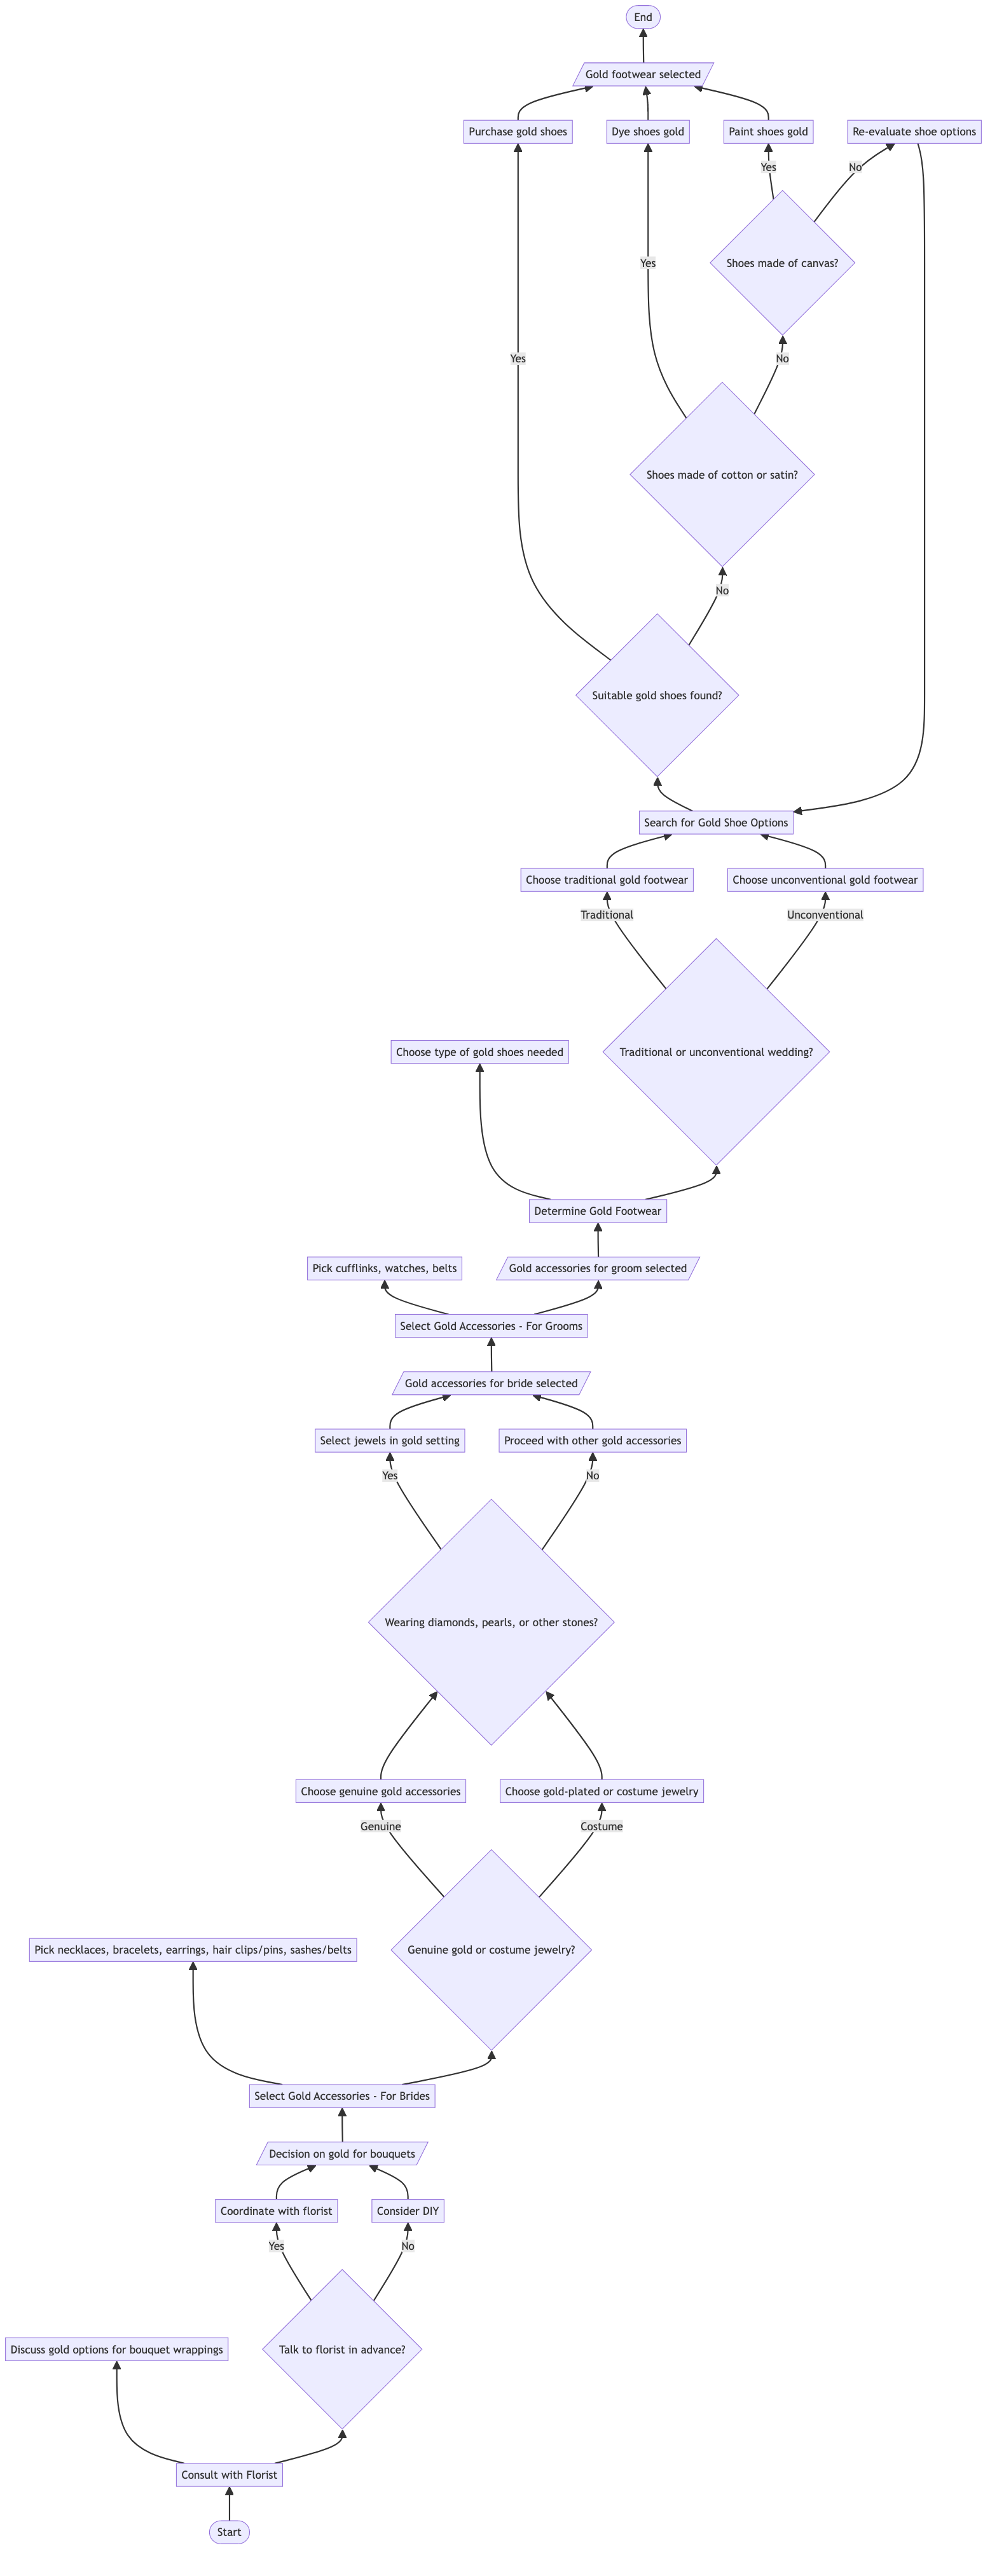 End
Gold footwear selected
Purchase gold shoes
Dye shoes gold
Paint shoes gold
Re-evaluate shoe options
Yes
No
Shoes made of canvas?
Yes
Yes
No
Shoes made of cotton or satin?
No
Suitable gold shoes found?
Search for Gold Shoe Options
Choose traditional gold footwear
Choose unconventional gold footwear
Traditional
Unconventional
Choose type of gold shoes needed
Traditional or unconventional wedding?
Determine Gold Footwear
Pick cufflinks, watches, belts
Gold accessories for groom selected
Select Gold Accessories - For Grooms
Gold accessories for bride selected
Select jewels in gold setting
Proceed with other gold accessories
Yes
No
Wearing diamonds, pearls, or other stones?
Choose genuine gold accessories
Choose gold-plated or costume jewelry
Genuine
Costume
Pick necklaces, bracelets, earrings, hair clips/pins, sashes/belts
Genuine gold or costume jewelry?
Select Gold Accessories - For Brides
Decision on gold for bouquets
Coordinate with florist
Consider DIY
Yes
No
Discuss gold options for bouquet wrappings
Talk to florist in advance?
Consult with Florist
Start